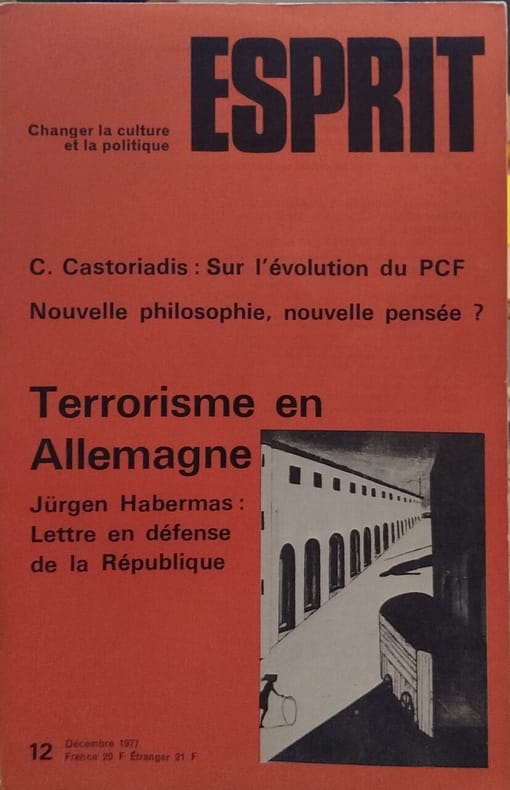 ESPRIT
Changer la culture
et la politique
C. Castoriadis : Sur l'évolution du PCF
Nouvelle philosophie, nouvelle pensée ?
Terrorisme en
Allemagne
Jürgen Habermas :
Lettre en défense
de la République
12
Décembre 1977
France 20 F Étranger 21 F